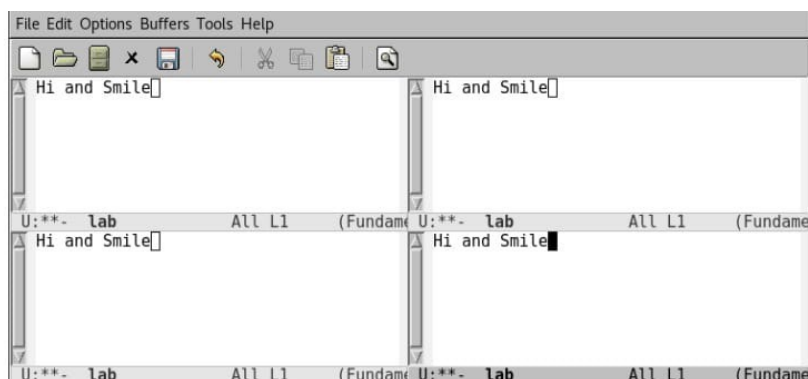 File Edit Options Buffers Tools Help
Hi and Smile
Hi and Smile
U:**- lab All L1 (Fundame
U:**- lab All L1 (Fundame
Hi and Smile
Hi and Smile
U:**- lab All L1 (Fundame
U:**- lab All L1 (Fundame